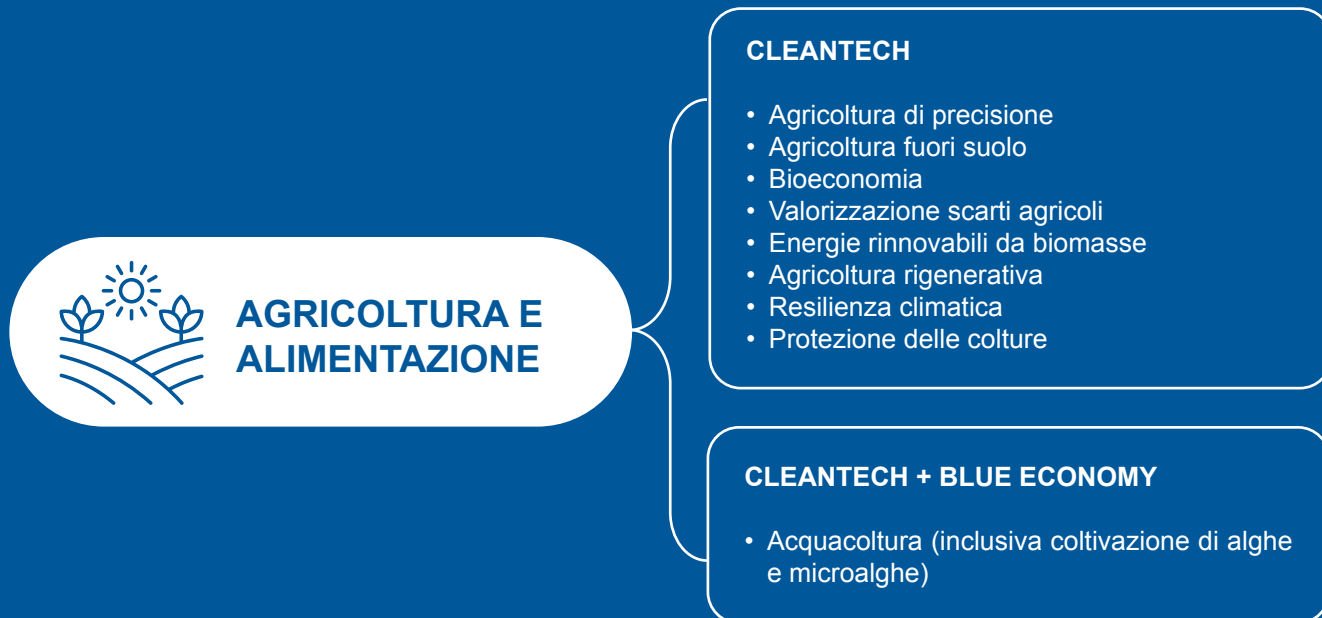 AGRICOLTURA E
ALIMENTAZIONE
CLEANTECH
• Agricoltura di precisione
• Agricoltura fuori suolo
• Bioeconomia
• Valorizzazione scarti agricoli
• Energie rinnovabili da biomasse
• Agricoltura rigenerativa
• Resilienza climatica
• Protezione delle colture
CLEANTECH + BLUE ECONOMY
• Acquacoltura (inclusiva coltivazione di alghe
e microalghe)